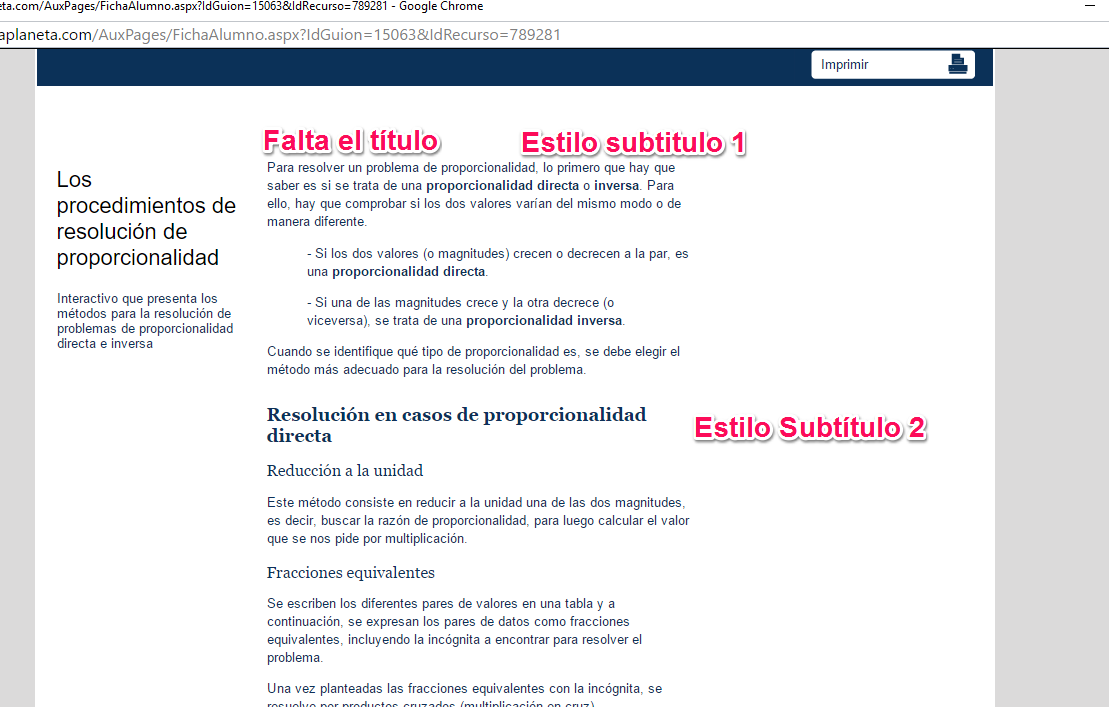 neta.com/AuxPages/FichaAlumno.aspx?IdGuion=15063&IdRecurso=789281 - Google Chrome
aplaneta.com/AuxPages/FichaAlumno.aspx?IdGuion=15063&IdRecurso=789281
Imprimir
Falta el título
Estilo subtitulo 1
Los
procedimientos de
resolución de
proporcionalidad
Interactivo que presenta los
métodos para la resolución de
problemas de proporcionalidad
directa e inversa
Para resolver un problema de proporcionalidad, lo primero que hay que
saber es si se trata de una proporcionalidad directa o inversa. Para
ello, hay que comprobar si los dos valores varían del mismo modo o de
manera diferente.
- Si los dos valores (o magnitudes) crecen o decrecen a la par, es
una proporcionalidad directa.
- Si una de las magnitudes crece y la otra decrece (o
viceversa), se trata de una proporcionalidad inversa.
Cuando se identifique qué tipo de proporcionalidad es, se debe elegir el
método más adecuado para la resolución del problema.
Resolución en casos de proporcionalidad
directa
Estilo Subtítulo 2
Reducción a la unidad
Este método consiste en reducir a la unidad una de las dos magnitudes,
es decir, buscar la razón de proporcionalidad, para luego calcular el valor
que se nos pide por multiplicación.
Fracciones equivalentes
Se escriben los diferentes pares de valores en una tabla y a
continuación, se expresan los pares de datos como fracciones
equivalentes, incluyendo la incógnita a encontrar para resolver el
problema.
Una vez planteadas las fracciones equivalentes con la incógnita, se
resuelve por productos cruzados (multiplicación en cruz)